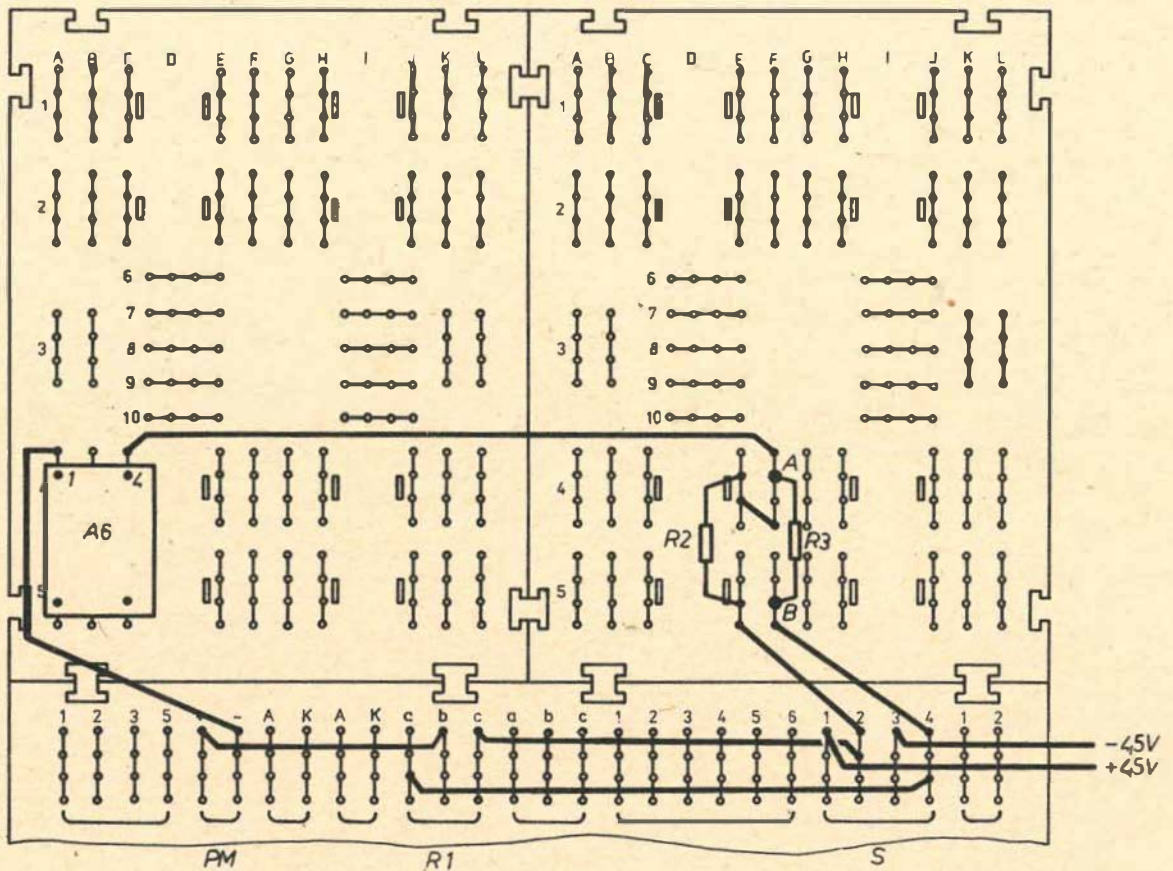 A B C D E F G H I J K L A B C D E F G H I J K L
1 1
2 2
6 6
7 7
3 3
8 8
9 9
10 10
1 4 A
4
A6 R2 R3
5 5
B
1 2 3 5 + - A K A K c b c a b c 1 2 3 4 5 6 1 2 3 4 1 2
-4,5V
+4,5V
PM R1 S